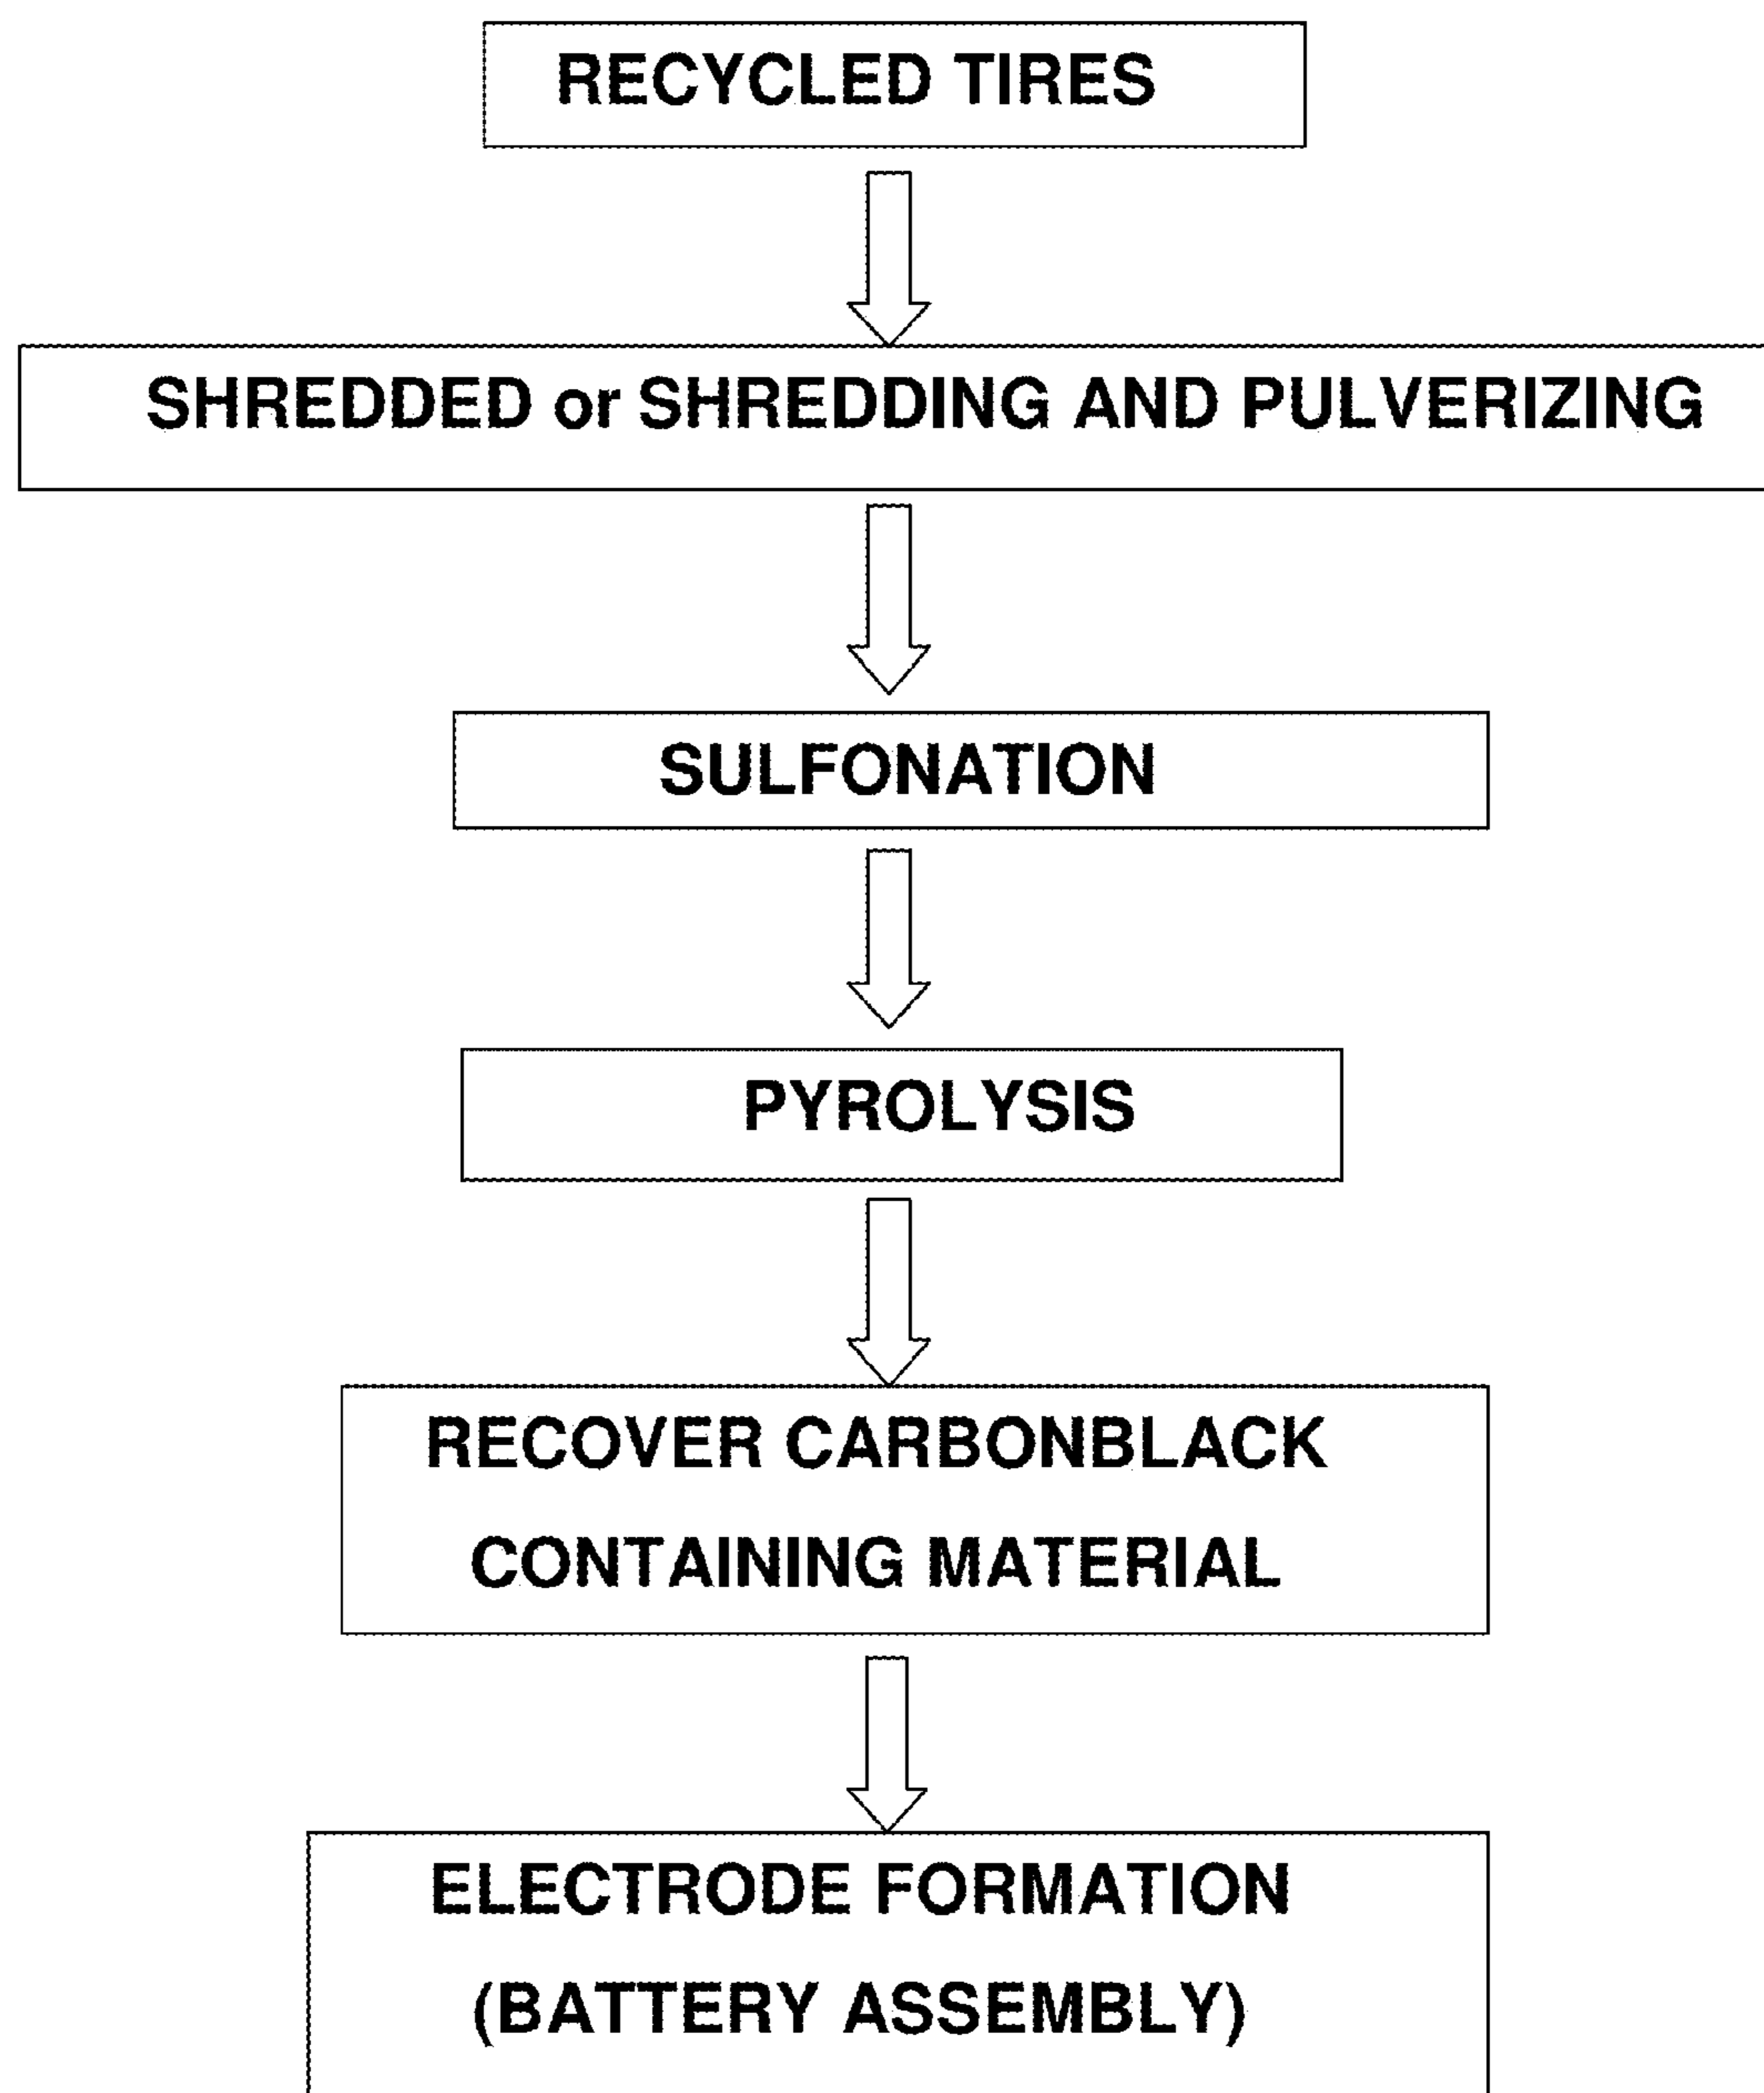 RECYCLED TIRES
SHREDDED or SHREDDING AND PULVERIZING
SULFONATION
PYROLYSIS
RECOVER CARBONBLACK
CONTAINING MATERIAL
ELECTRODE FORMATION
(BATTERY ASSEMBLY)